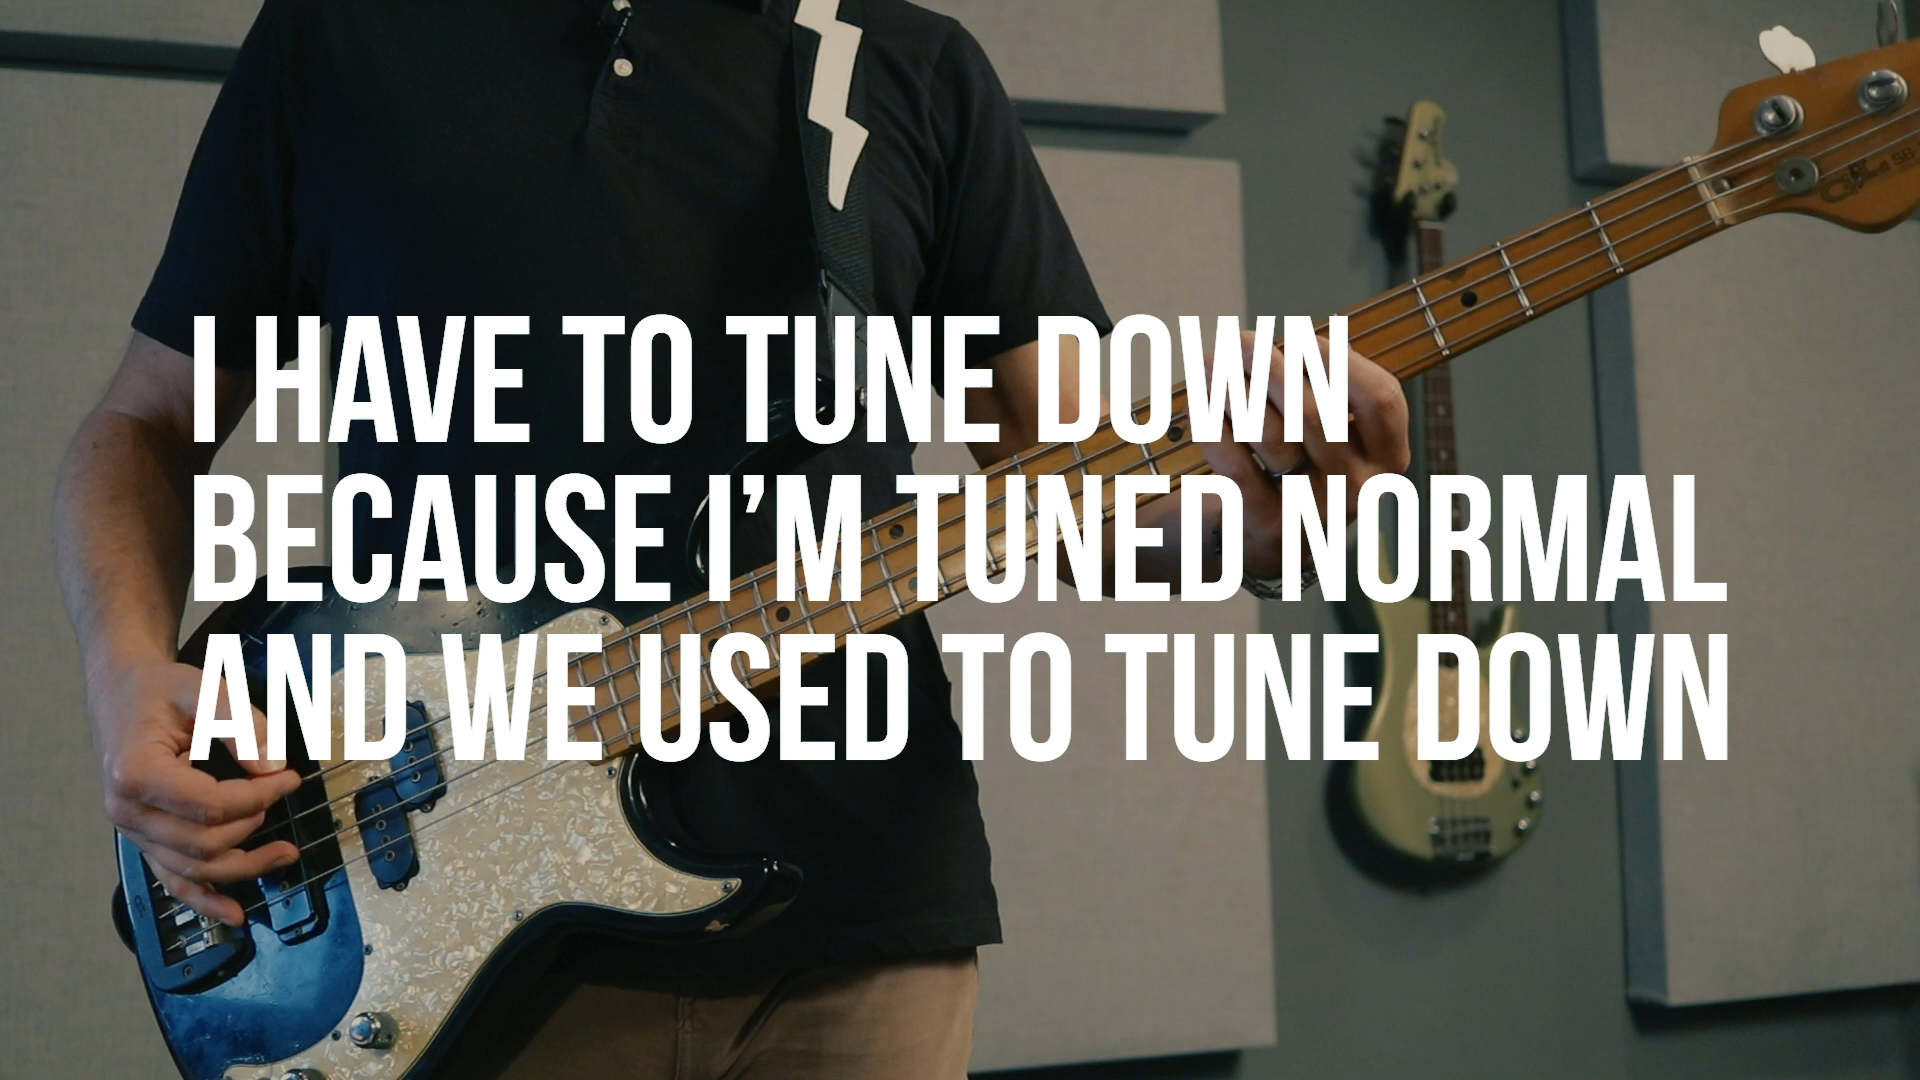 I HAVE TO TUNE DOWN
BECAUSE I'M TUNED NORMAL
AND WE USED TO TUNE DOWN